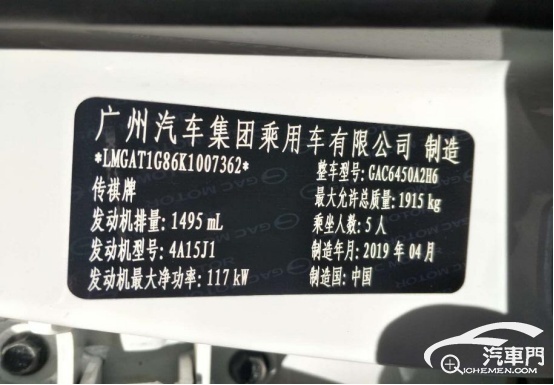 广州汽车集团乘用车有限公司 制造
*LMGAT1G86K1007362*
传祺牌
发动机排量:1495 mL
发动机型号:4A15J1
发动机最大净功率:117 kW
整车型号:GAC6450A2H6
最大允许总质量:1915 kg
乘坐人数:5 人
制造年月:2019 年 04 月
制造国:中国
汽車門
QICHEMEN.COM